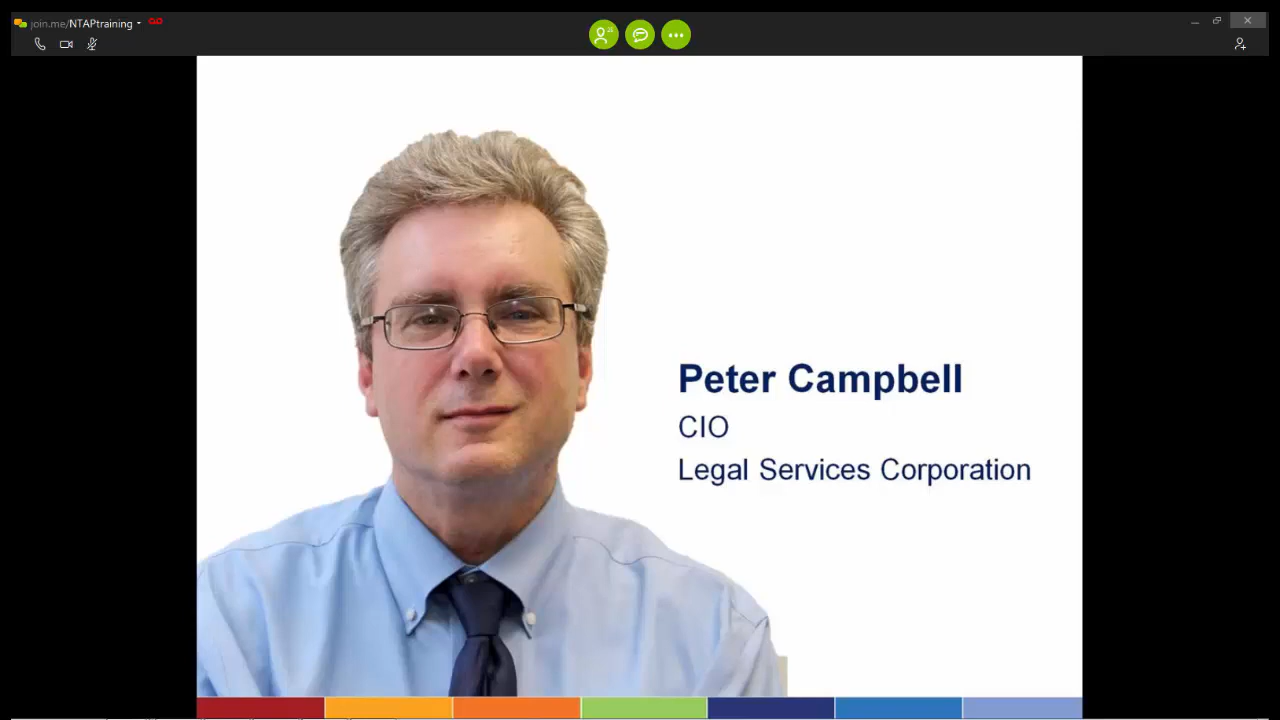 join.me/NTAPtraining
Peter Campbell
CIO
Legal Services Corporation